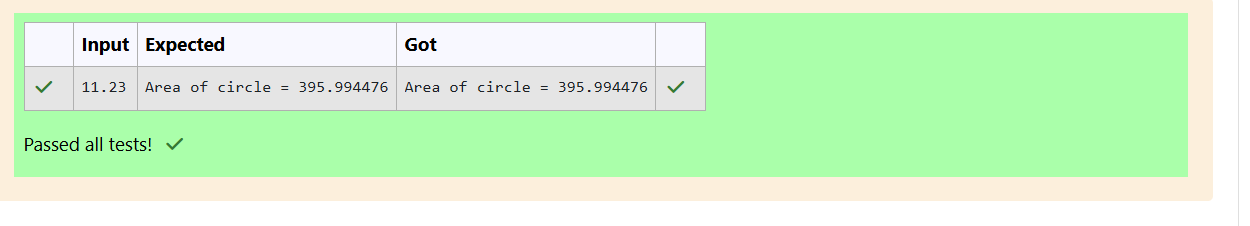 Input Expected Got
11.23 Area of circle = 395.994476 Area of circle = 395.994476
Passed all tests!